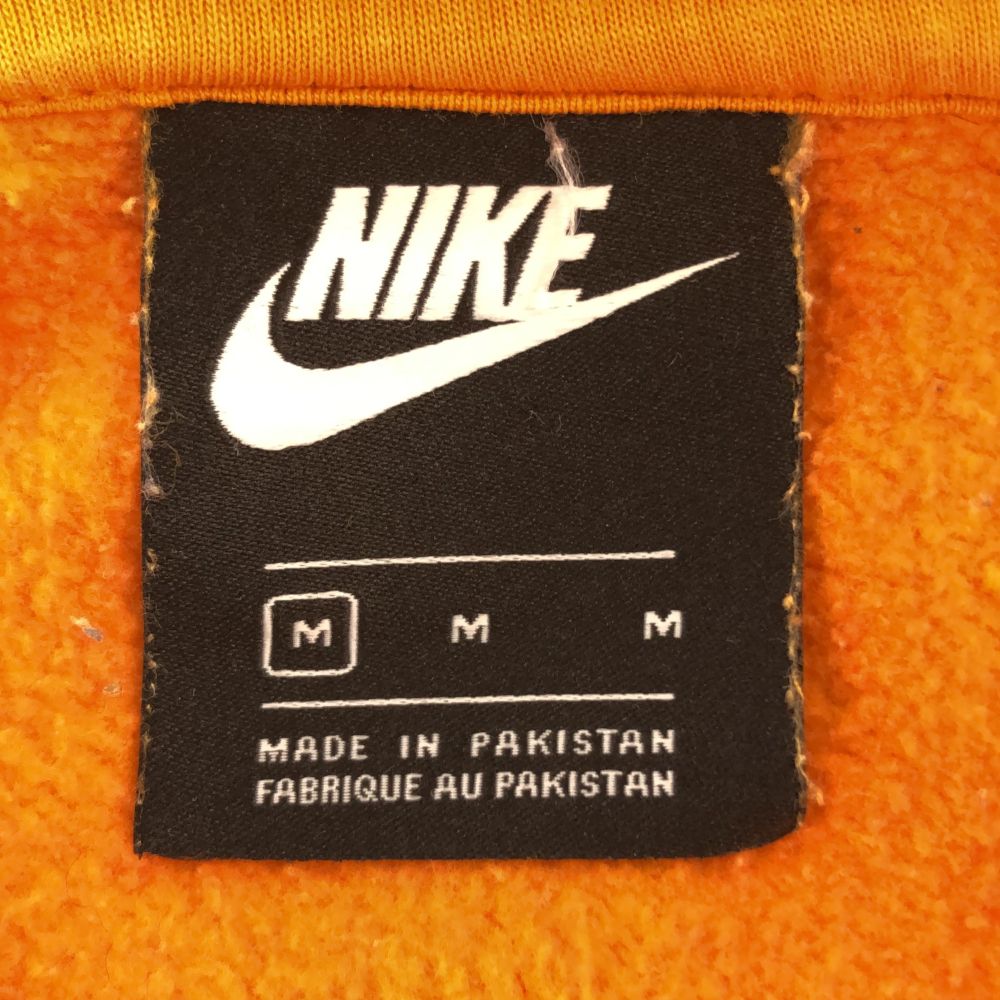 NIKE
M M M
MADE IN PAKISTAN
FABRIQUE AU PAKISTAN